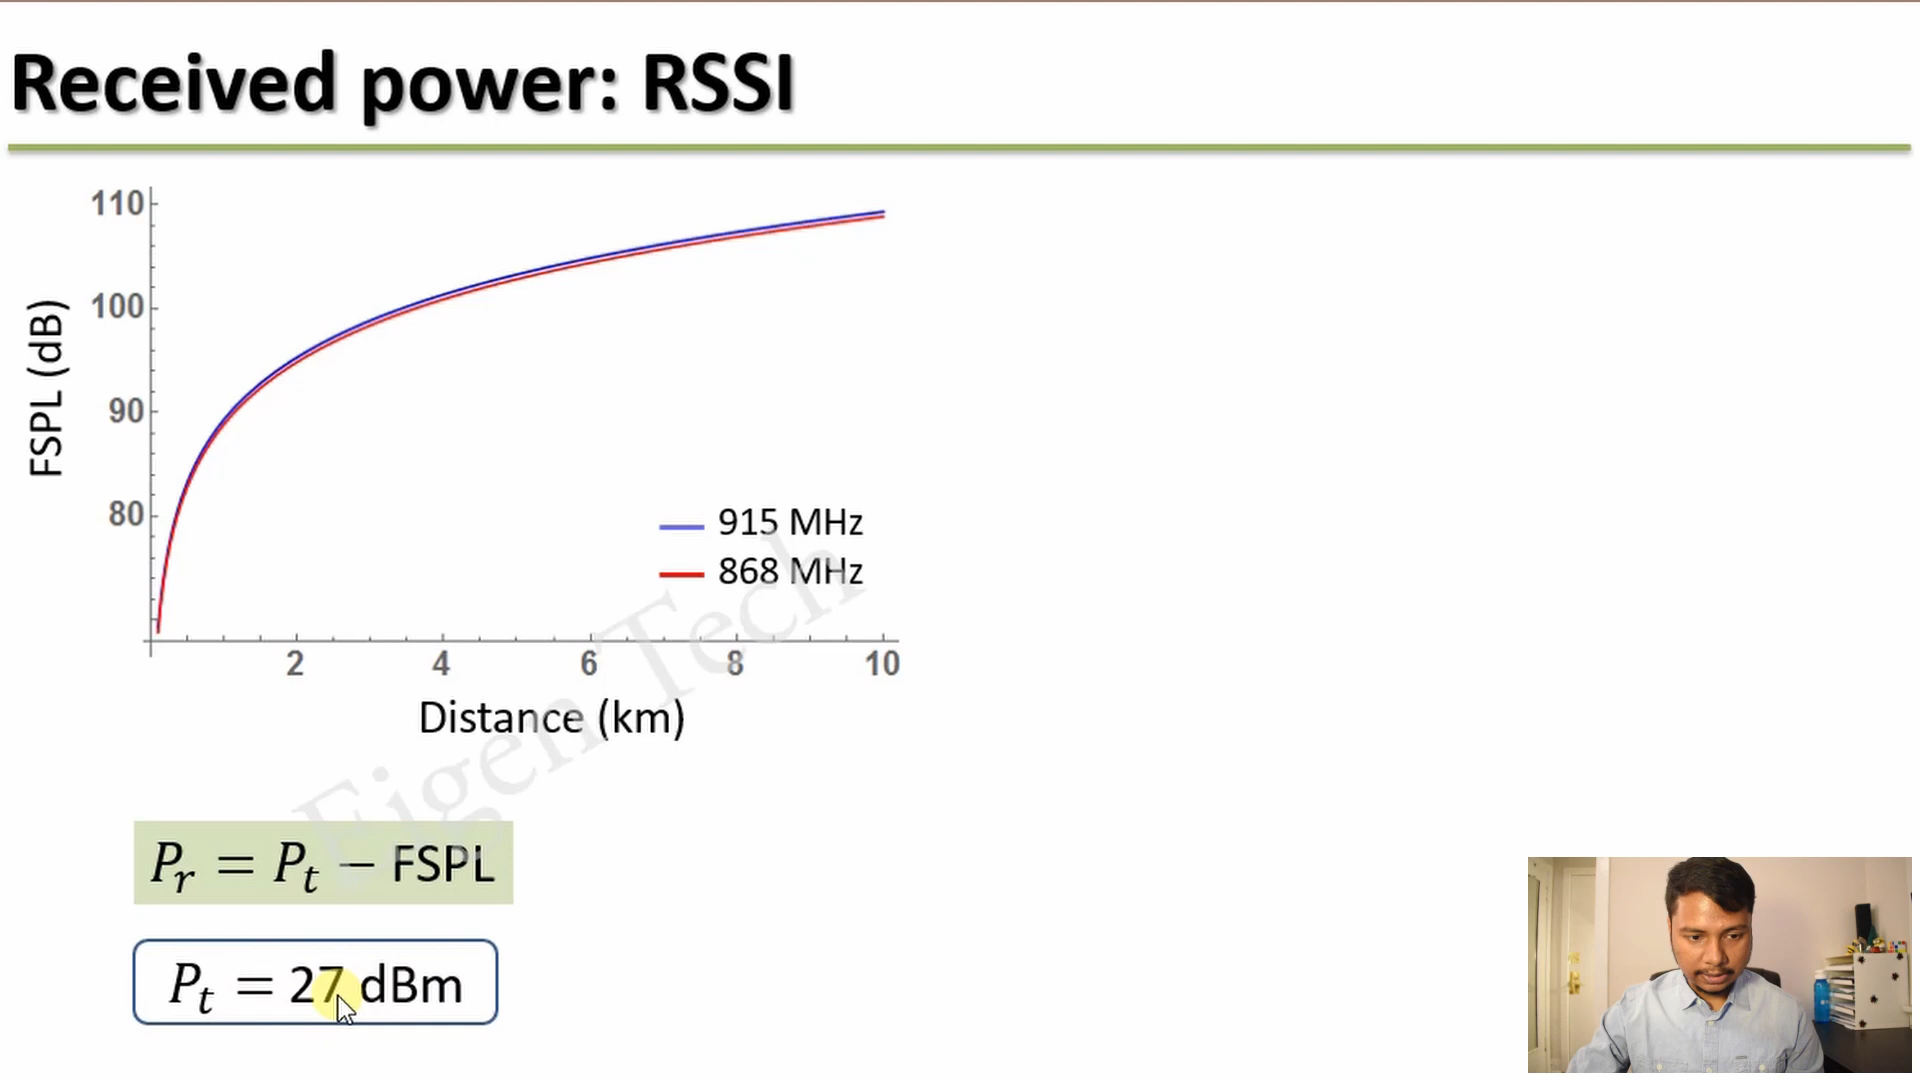 Received power: RSSI
110
100
90
80
FSPL (dB)
915 MHz
868 MHz
2 4 6 8 10
Distance (km)
Eigen Tech
P_r = P_t − FSPL
P_t = 27 dBm